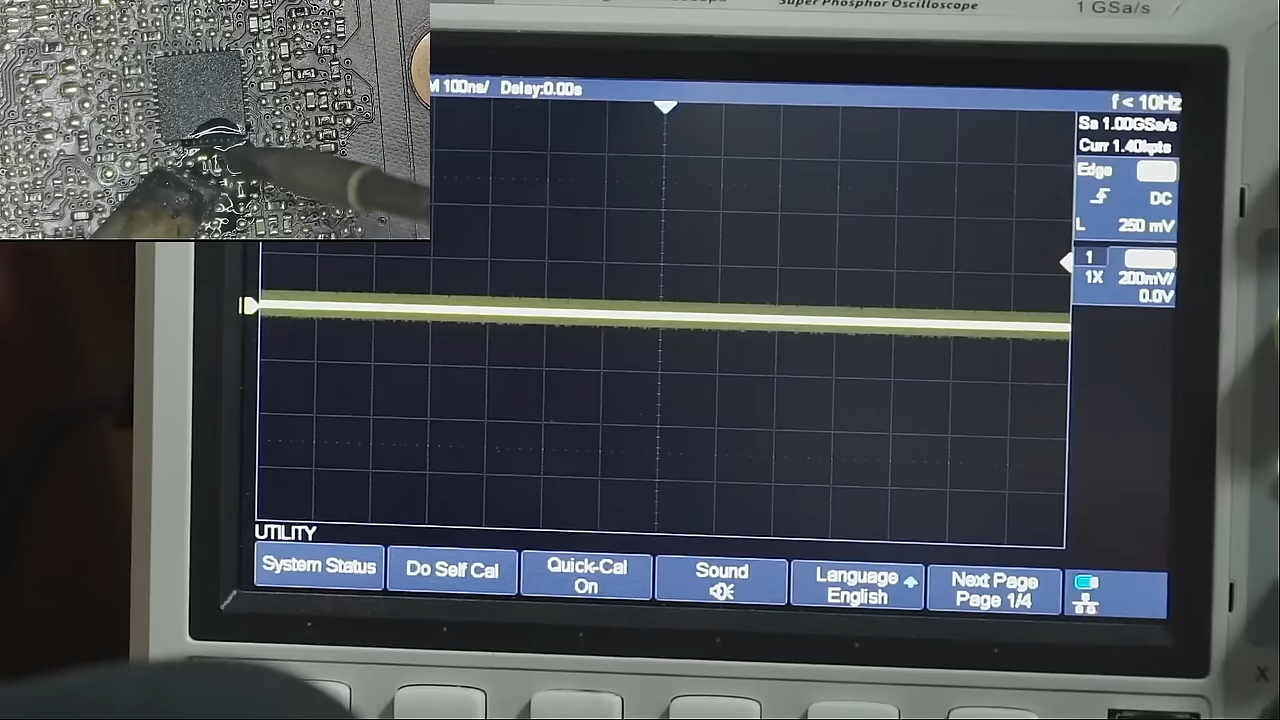 Super Phosphor Oscilloscope
1 GSa/s
M 100ns/ Delay:0.00s
f < 10Hz
Sa 1.00GSa/s
Curr 1.40kpts
Edge
DC
L 250 mV
1
1X 200mV/
0.0V
UTILITY
System Status
Do Self Cal
Quick-Cal
On
Sound
Language
English
Next Page
Page 1/4
X